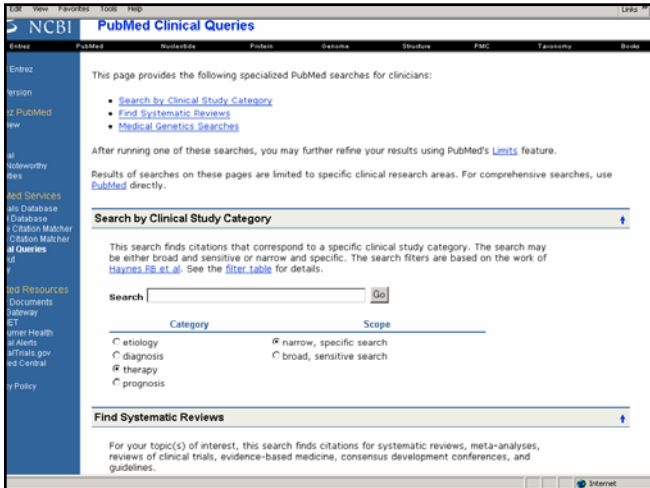 Edit View Favorites Tools Help Links »
NCBI PubMed Clinical Queries
Entrez PubMed Nucleotide Protein Genome Structure PMC Taxonomy Books
Entrez
This page provides the following specialized PubMed searches for clinicians:
Search by Clinical Study Category
Find Systematic Reviews
Medical Genetics Searches
After running one of these searches, you may further refine your results using PubMed's Limits feature.
Results of searches on these pages are limited to specific clinical research areas. For comprehensive searches, use
PubMed directly.
Search by Clinical Study Category
This search finds citations that correspond to a specific clinical study category. The search may
be either broad and sensitive or narrow and specific. The search filters are based on the work of
Haynes RB et al. See the filter table for details.
Search Go
Category Scope
etiology narrow, specific search
diagnosis broad, sensitive search
therapy
prognosis
Find Systematic Reviews
For your topic(s) of interest, this search finds citations for systematic reviews, meta-analyses,
reviews of clinical trials, evidence-based medicine, consensus development conferences, and
guidelines.
PubMed
Noteworthy
Med Services
als Database
Database
Citation Matcher
Citation Matcher
al Queries
ed Resources
Documents
Gateway
umer Health
al Alerts
alTrials.gov
ed Central
y Policy
Internet